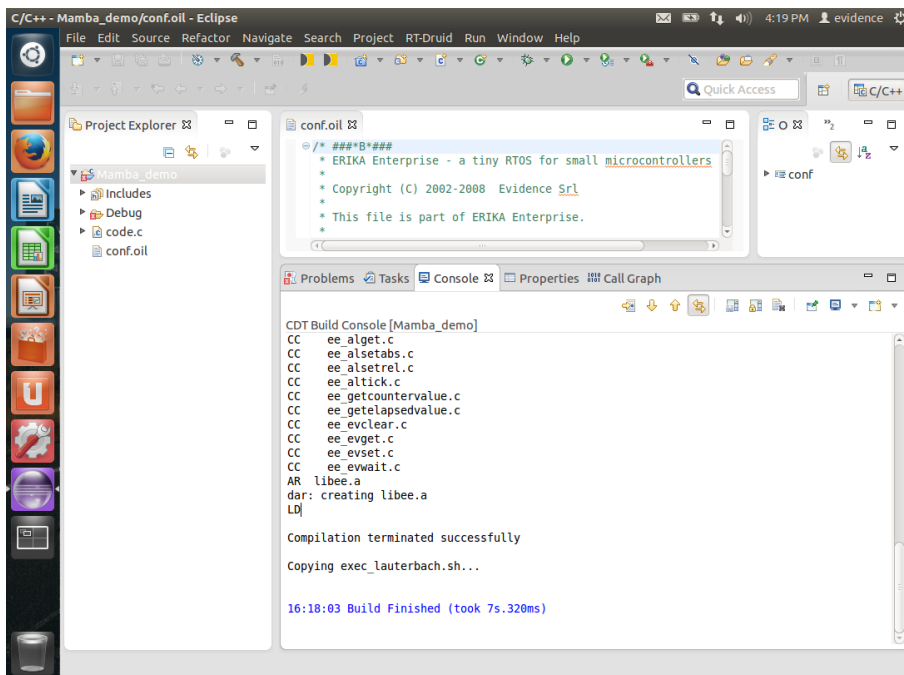 C/C++ - Mamba_demo/conf.oil - Eclipse
4:19 PM evidence
File Edit Source Refactor Navigate Search Project RT-Druid Run Window Help
Quick Access
C/C++
Project Explorer
Mamba_demo
Includes
Debug
code.c
conf.oil
conf.oil
/* ###*B*###
* ERIKA Enterprise - a tiny RTOS for small microcontrollers
*
* Copyright (C) 2002-2008 Evidence Srl
*
* This file is part of ERIKA Enterprise.
*
O
»2
conf
Problems Tasks Console Properties Call Graph
CDT Build Console [Mamba_demo]
CC ee_alget.c
CC ee_alsetabs.c
CC ee_alsetrel.c
CC ee_altick.c
CC ee_getcountervalue.c
CC ee_getelapsedvalue.c
CC ee_evclear.c
CC ee_evget.c
CC ee_evset.c
CC ee_evwait.c
AR libee.a
dar: creating libee.a
LD
Compilation terminated successfully
Copying exec_lauterbach.sh...
16:18:03 Build Finished (took 7s.320ms)